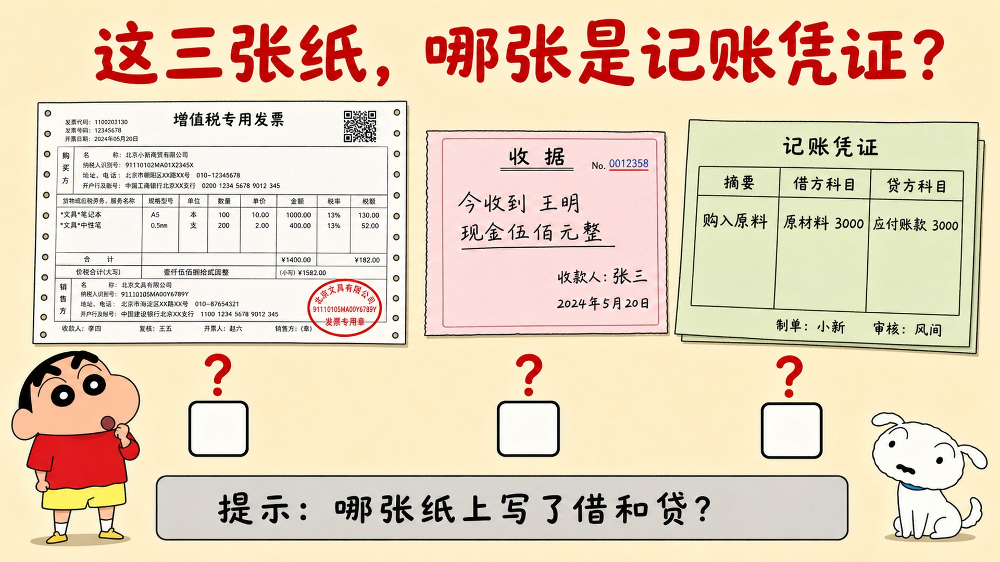 这三张纸，哪张是记账凭证？
增值税专用发票
发票代码：1100203130
发票号码：12345678
开票日期：2024年05月20日
购买方
名 称：北京小新商贸有限公司
纳税人识别号：91110102MA01X2345X
地址、电话：北京市朝阳区XX路XX号 010-12345678
开户行及账号：中国工商银行北京XX支行 0200 1234 5678 9012 345
货物或应税劳务、服务名称 规格型号 单位 数量 单价 金额 税率 税额
*文具*笔记本 A5 本 100 10.00 1000.00 13% 130.00
*文具*中性笔 0.5mm 支 200 2.00 400.00 13% 52.00
合 计 ¥1400.00 ¥182.00
价税合计(大写) 壹仟伍佰捌拾贰圆整 (小写) ¥1582.00
销售方
名 称：北京文具有限公司
纳税人识别号：91110105MA00Y6789Y
地址、电话：北京市海淀区XX路XX号 010-87654321
开户行及账号：中国建设银行北京XX支行 1100 1234 5678 9012 345
收款人：李四 复核：王五 开票人：赵六 销售方：(章)
北京文具有限公司
91110105MA00Y6789Y
发票专用章
收 据
No. 0012358
今收到 王明
现金伍佰元整
收款人：张三
2024年5月20日
记账凭证
摘要 借方科目 贷方科目
购入原料 原材料 3000 应付账款 3000
制单：小新 审核：风间
?
?
?
提示：哪张纸上写了借和贷？